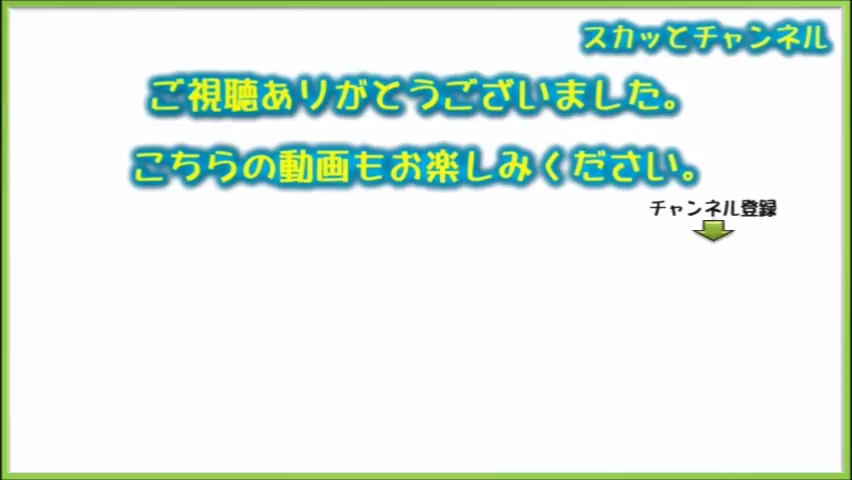 スカッとチャンネル
ご視聴ありがとうございました。
こちらの動画もお楽しみください。
チャンネル登録